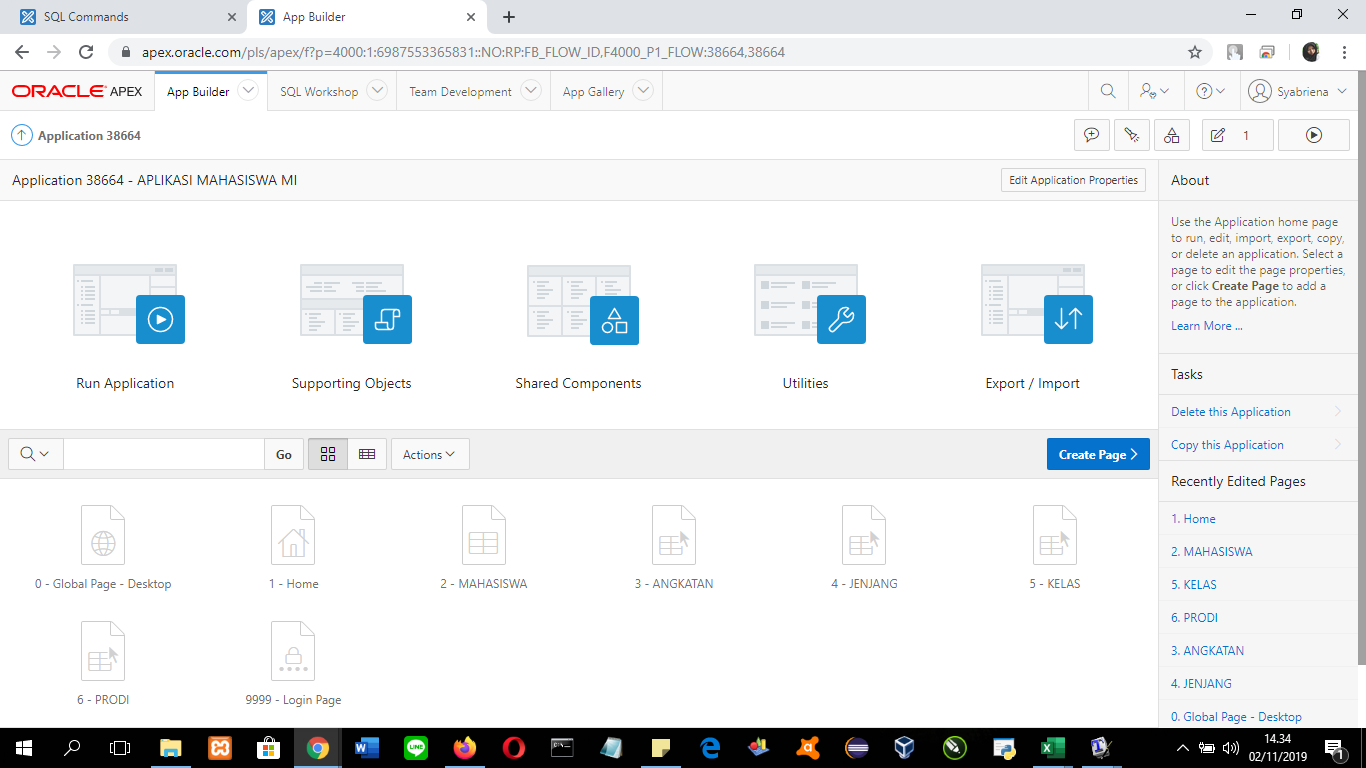 SQL Commands
App Builder
apex.oracle.com/pls/apex/f?p=4000:1:6987553365831::NO:RP:FB_FLOW_ID,F4000_P1_FLOW:38664,38664
ORACLE APEX
App Builder
SQL Workshop
Team Development
App Gallery
Syabriena
Application 38664
1
Application 38664 - APLIKASI MAHASISWA MI
Edit Application Properties
Run Application
Supporting Objects
Shared Components
Utilities
Export / Import
Go
Actions
Create Page
0 - Global Page - Desktop
1 - Home
2 - MAHASISWA
3 - ANGKATAN
4 - JENJANG
5 - KELAS
6 - PRODI
9999 - Login Page
About
Use the Application home page
to run, edit, import, export, copy,
or delete an application. Select a
page to edit the page properties,
or click Create Page to add a
page to the application.
Learn More ...
Tasks
Delete this Application
Copy this Application
Recently Edited Pages
1. Home
2. MAHASISWA
5. KELAS
6. PRODI
3. ANGKATAN
4. JENJANG
0. Global Page - Desktop
LINE
14.34
02/11/2019
1